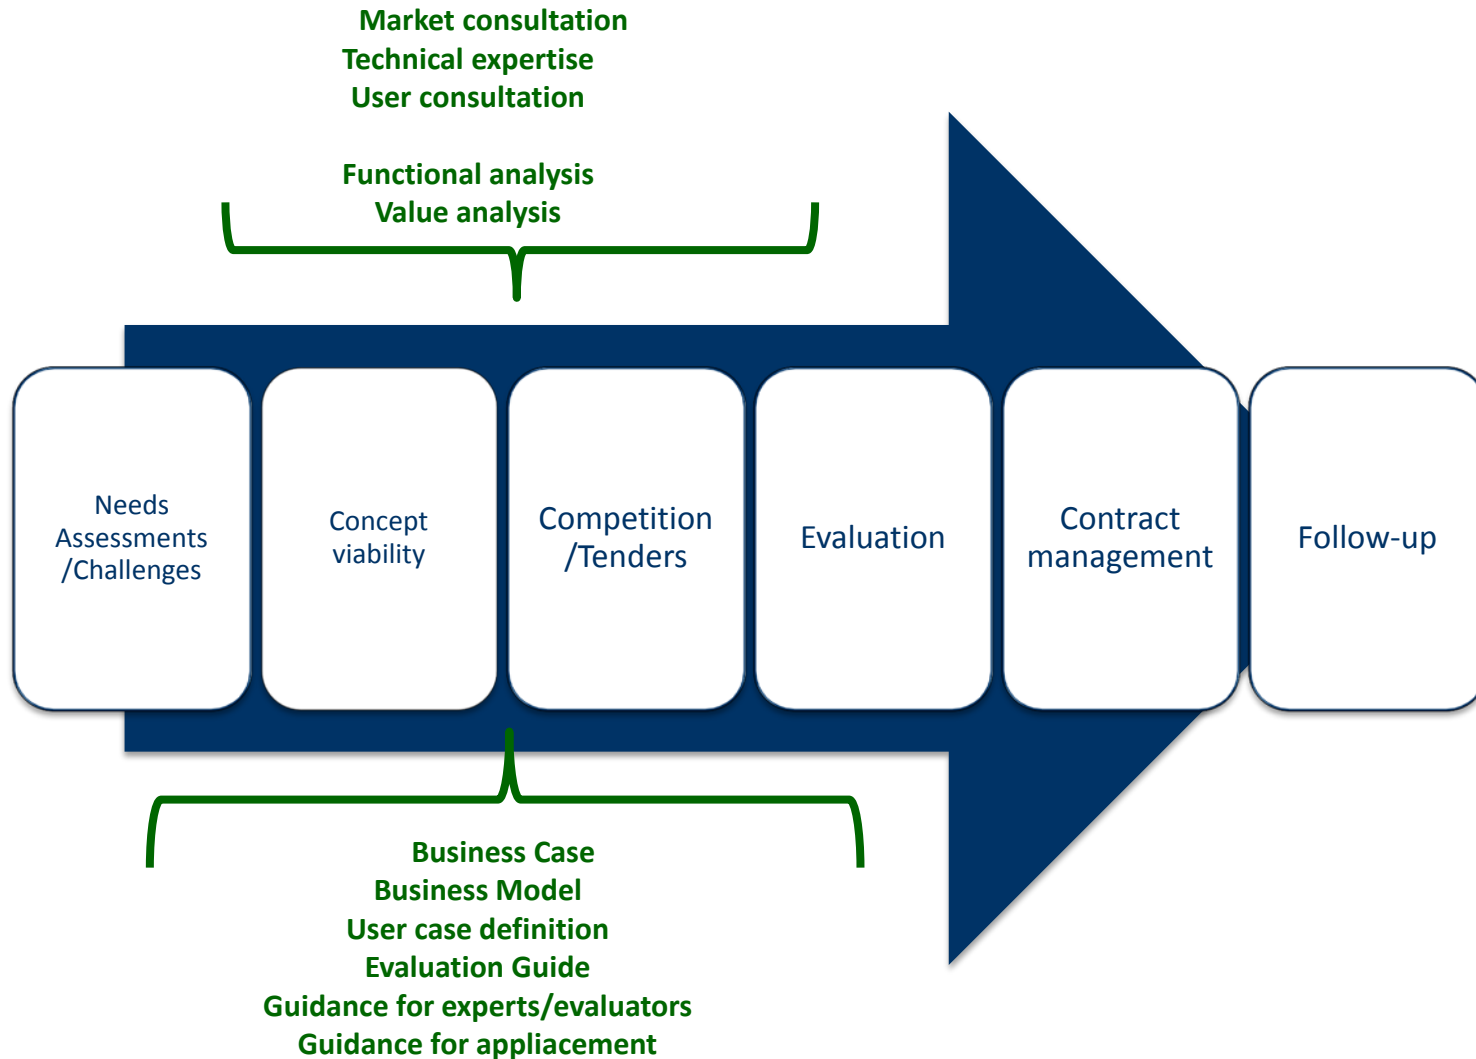 Market consultation
Technical expertise
User consultation
Functional analysis
Value analysis
Needs
Assessments
/Challenges
Concept
viability
Competition
/Tenders
Evaluation
Contract
management
Follow-up
Business Case
Business Model
User case definition
Evaluation Guide
Guidance for experts/evaluators
Guidance for appliacement